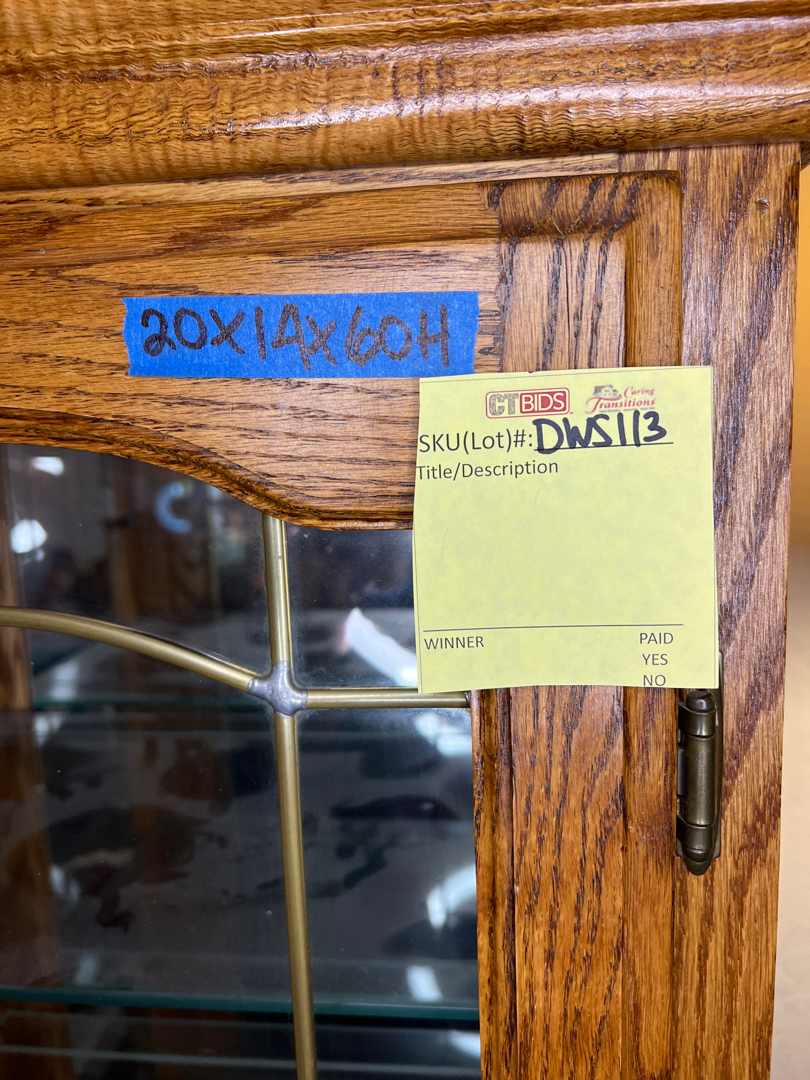 20X14X60H
CTBIDS Caring Transitions
SKU(Lot)#: DWS113
Title/Description
WINNER PAID
YES
NO